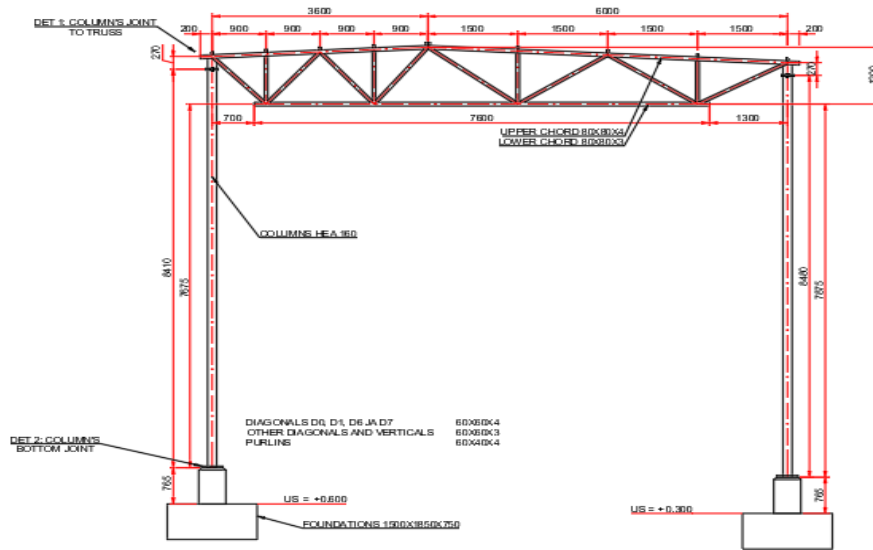 3600
6000
DET 1: COLUMN'S JOINT
TO TRUSS
200
900
900
900
900
1500
1500
1500
1500
200
270
270
UPPER CHORD 80X80X4
LOWER CHORD 80X80X3
700
7600
1300
COLUMNS HEA 160
8410
7675
8480
7875
DIAGONALS D0, D1, D6 JA D7 60X60X4
OTHER DIAGONALS AND VERTICALS 60X60X3
PURLINS 60X40X4
DET 2: COLUMN'S
BOTTOM JOINT
765
765
US = +0.600
US = +0.300
FOUNDATIONS 1500X1850X750